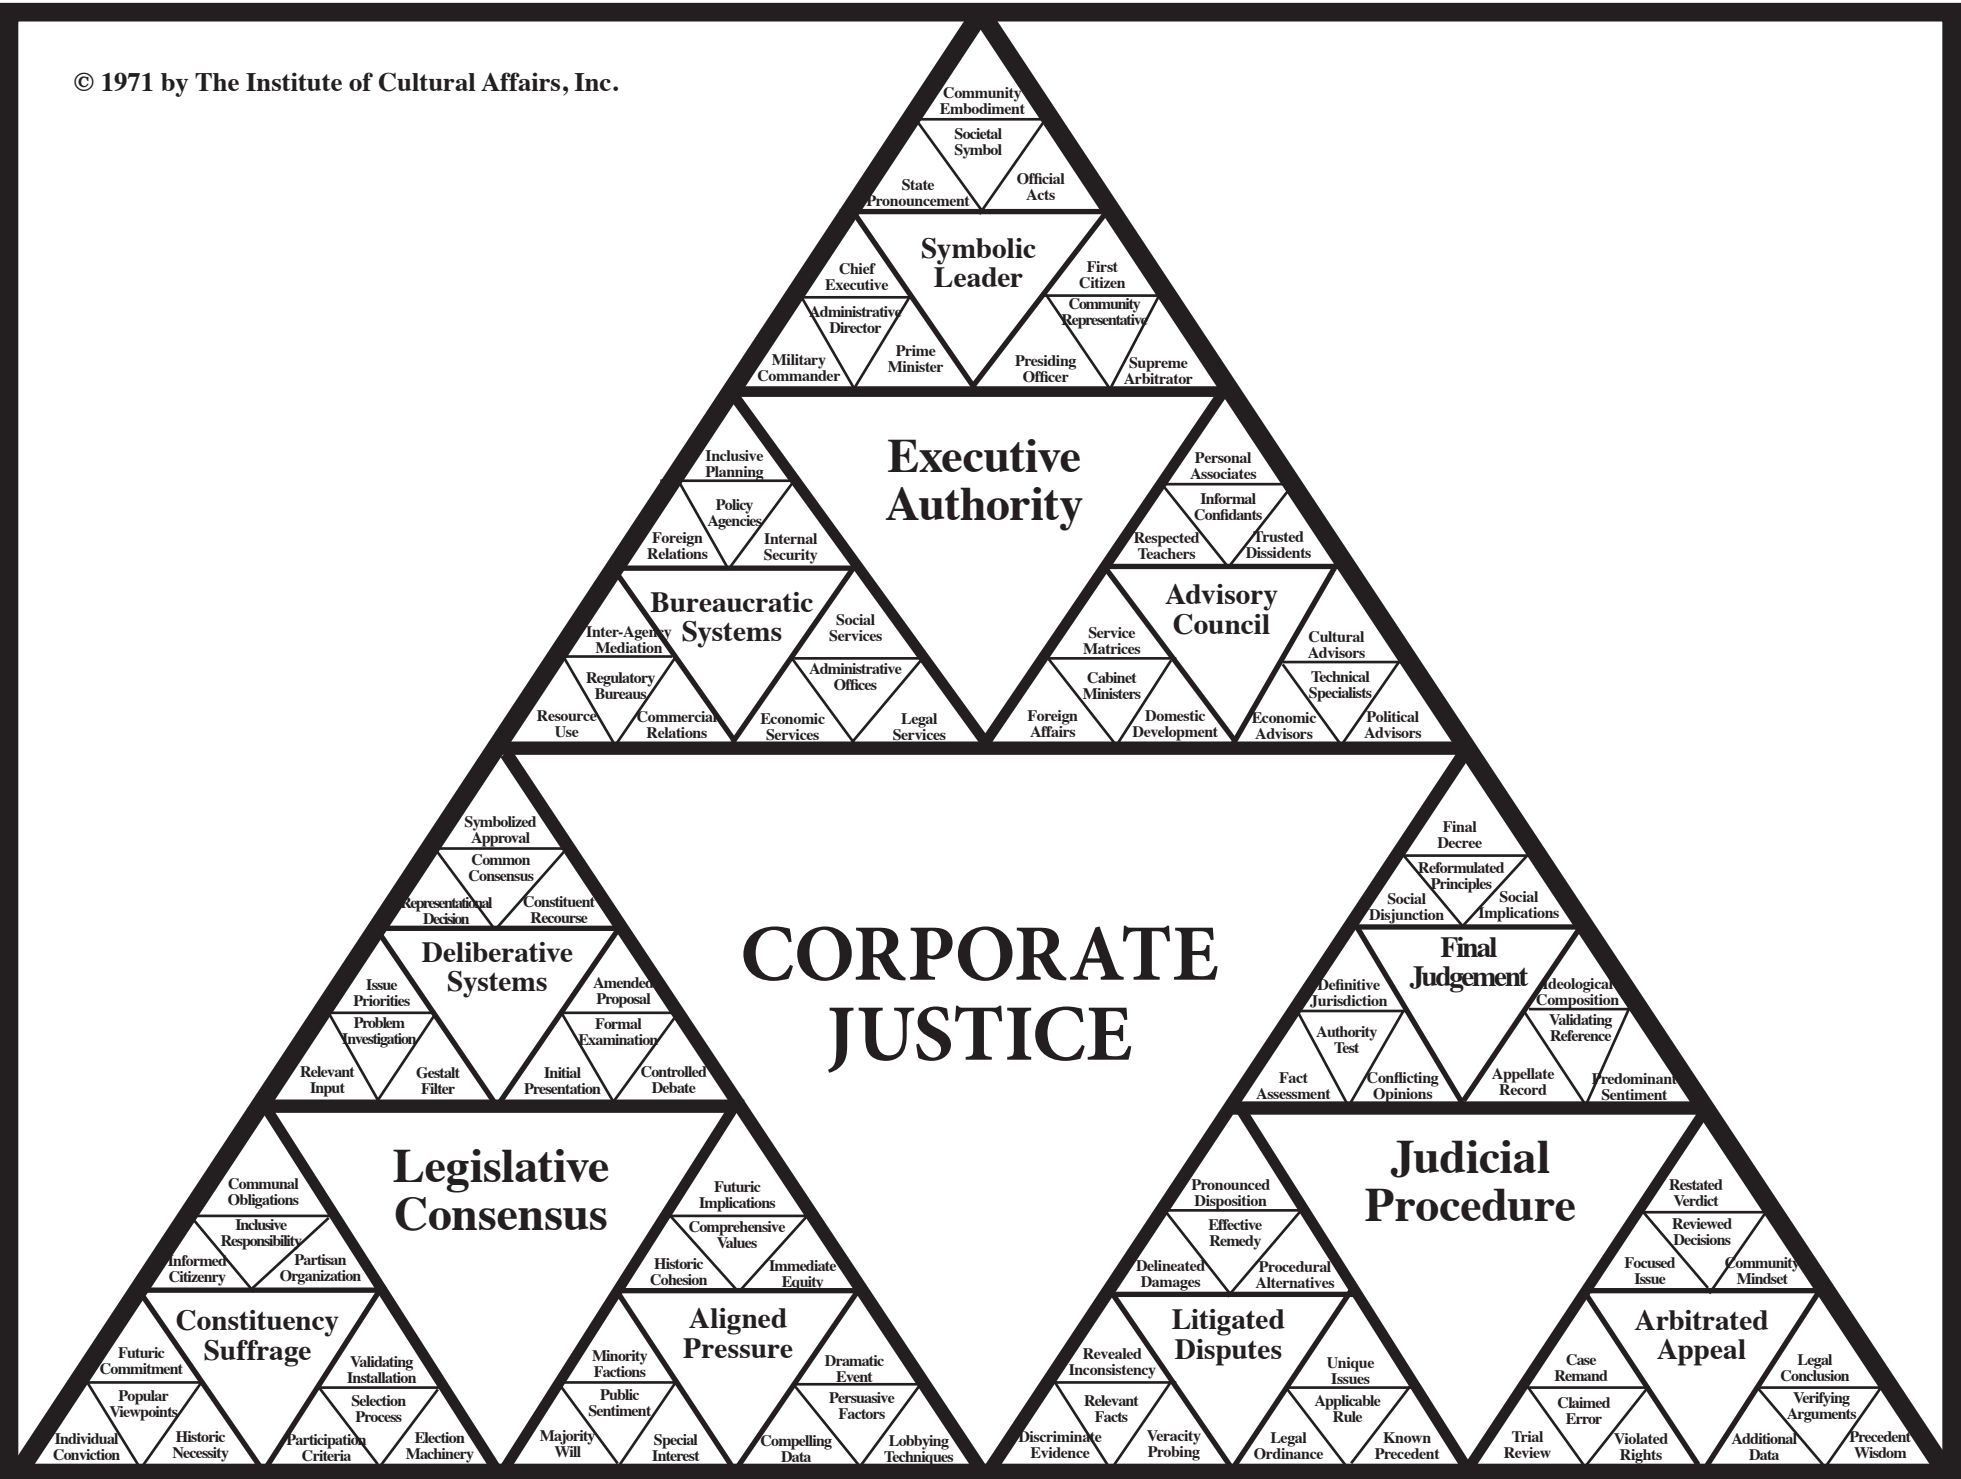 © 1971 by The Institute of Cultural Affairs, Inc.
Community
Embodiment
Societal
Symbol
State
Pronouncement
Official
Acts
Symbolic
Leader
Chief
Executive
Administrative
Director
Military
Commander
Prime
Minister
First
Citizen
Community
Representative
Presiding
Officer
Supreme
Arbitrator
Executive
Authority
Inclusive
Planning
Policy
Agencies
Foreign
Relations
Internal
Security
Bureaucratic
Systems
Inter-Agency
Mediation
Regulatory
Bureaus
Resource
Use
Commercial
Relations
Social
Services
Administrative
Offices
Economic
Services
Legal
Services
Personal
Associates
Informal
Confidants
Respected
Teachers
Trusted
Dissidents
Advisory
Council
Service
Matrices
Cabinet
Ministers
Foreign
Affairs
Domestic
Development
Cultural
Advisors
Technical
Specialists
Economic
Advisors
Political
Advisors
CORPORATE
JUSTICE
Symbolized
Approval
Common
Consensus
Representational
Decision
Constituent
Recourse
Deliberative
Systems
Issue
Priorities
Problem
Investigation
Relevant
Input
Gestalt
Filter
Amended
Proposal
Formal
Examination
Initial
Presentation
Controlled
Debate
Legislative
Consensus
Communal
Obligations
Inclusive
Responsibility
Informed
Citizenry
Partisan
Organization
Constituency
Suffrage
Futuric
Commitment
Popular
Viewpoints
Individual
Conviction
Historic
Necessity
Validating
Installation
Selection
Process
Participation
Criteria
Election
Machinery
Futuric
Implications
Comprehensive
Values
Historic
Cohesion
Immediate
Equity
Aligned
Pressure
Minority
Factions
Public
Sentiment
Majority
Will
Special
Interest
Dramatic
Event
Persuasive
Factors
Compelling
Data
Lobbying
Techniques
Final
Decree
Reformulated
Principles
Social
Disjunction
Social
Implications
Final
Judgement
Definitive
Jurisdiction
Authority
Test
Fact
Assessment
Conflicting
Opinions
Ideological
Composition
Validating
Reference
Appellate
Record
Predominant
Sentiment
Judicial
Procedure
Pronounced
Disposition
Effective
Remedy
Delineated
Damages
Procedural
Alternatives
Litigated
Disputes
Revealed
Inconsistency
Relevant
Facts
Discriminate
Evidence
Veracity
Probing
Unique
Issues
Applicable
Rule
Legal
Ordinance
Known
Precedent
Restated
Verdict
Reviewed
Decisions
Focused
Issue
Community
Mindset
Arbitrated
Appeal
Case
Remand
Claimed
Error
Trial
Review
Violated
Rights
Legal
Conclusion
Verifying
Arguments
Additional
Data
Precedent
Wisdom